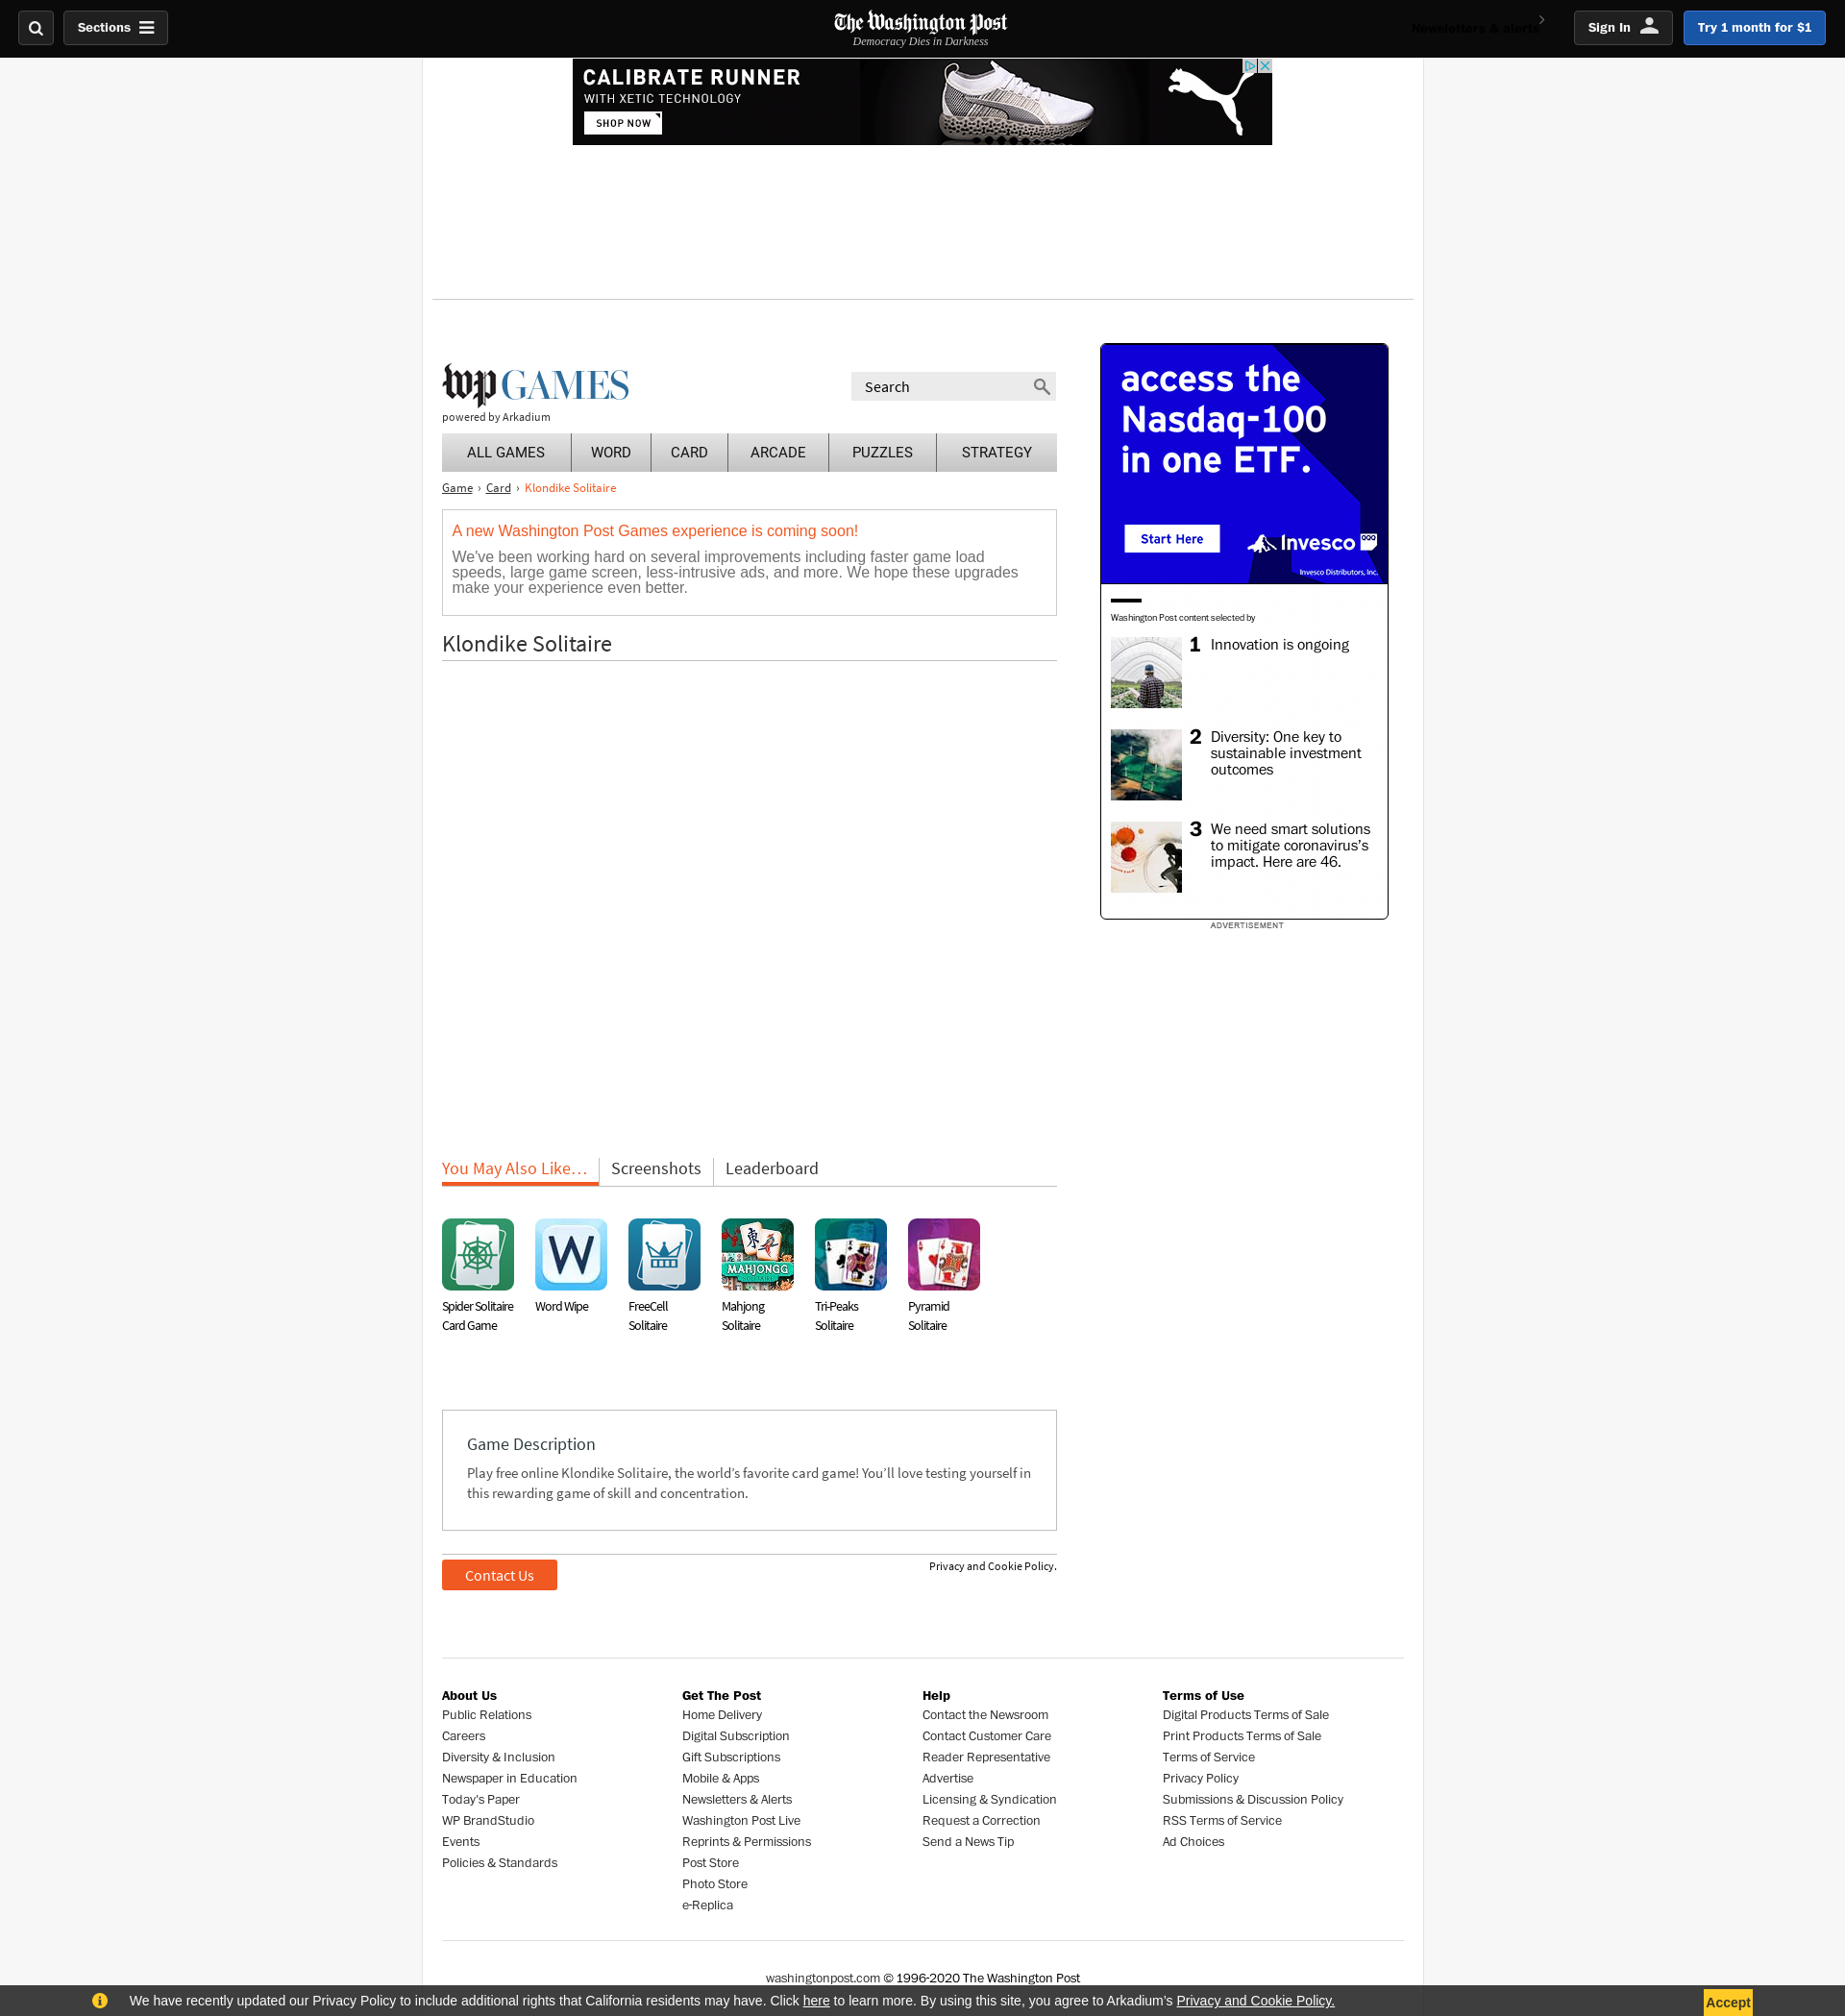 Sections
The Washington Post
Democracy Dies in Darkness
Newsletters & alerts
Sign In
Try 1 month for $1
CALIBRATE RUNNER
WITH XETIC TECHNOLOGY
SHOP NOW
wp GAMES
powered by Arkadium
Search
ALL GAMES
WORD
CARD
ARCADE
PUZZLES
STRATEGY
Game › Card › Klondike Solitaire
A new Washington Post Games experience is coming soon!
We've been working hard on several improvements including faster game load
speeds, large game screen, less-intrusive ads, and more. We hope these upgrades
make your experience even better.
Klondike Solitaire
access the
Nasdaq-100
in one ETF.
Start Here
Invesco QQQ
Invesco Distributors, Inc.
Washington Post content selected by
1 Innovation is ongoing
2 Diversity: One key to
sustainable investment
outcomes
3 We need smart solutions
to mitigate coronavirus’s
impact. Here are 46.
ADVERTISEMENT
You May Also Like…
Screenshots
Leaderboard
MAHJONGG
SOLITAIRE
Spider Solitaire
Card Game
Word Wipe
FreeCell
Solitaire
Mahjong
Solitaire
Tri-Peaks
Solitaire
Pyramid
Solitaire
Game Description
Play free online Klondike Solitaire, the world’s favorite card game! You’ll love testing yourself in
this rewarding game of skill and concentration.
Contact Us
Privacy and Cookie Policy.
About Us
Public Relations
Careers
Diversity & Inclusion
Newspaper in Education
Today's Paper
WP BrandStudio
Events
Policies & Standards
Get The Post
Home Delivery
Digital Subscription
Gift Subscriptions
Mobile & Apps
Newsletters & Alerts
Washington Post Live
Reprints & Permissions
Post Store
Photo Store
e-Replica
Help
Contact the Newsroom
Contact Customer Care
Reader Representative
Advertise
Licensing & Syndication
Request a Correction
Send a News Tip
Terms of Use
Digital Products Terms of Sale
Print Products Terms of Sale
Terms of Service
Privacy Policy
Submissions & Discussion Policy
RSS Terms of Service
Ad Choices
washingtonpost.com © 1996-2020 The Washington Post
We have recently updated our Privacy Policy to include additional rights that California residents may have. Click here to learn more. By using this site, you agree to Arkadium’s Privacy and Cookie Policy.
Accept